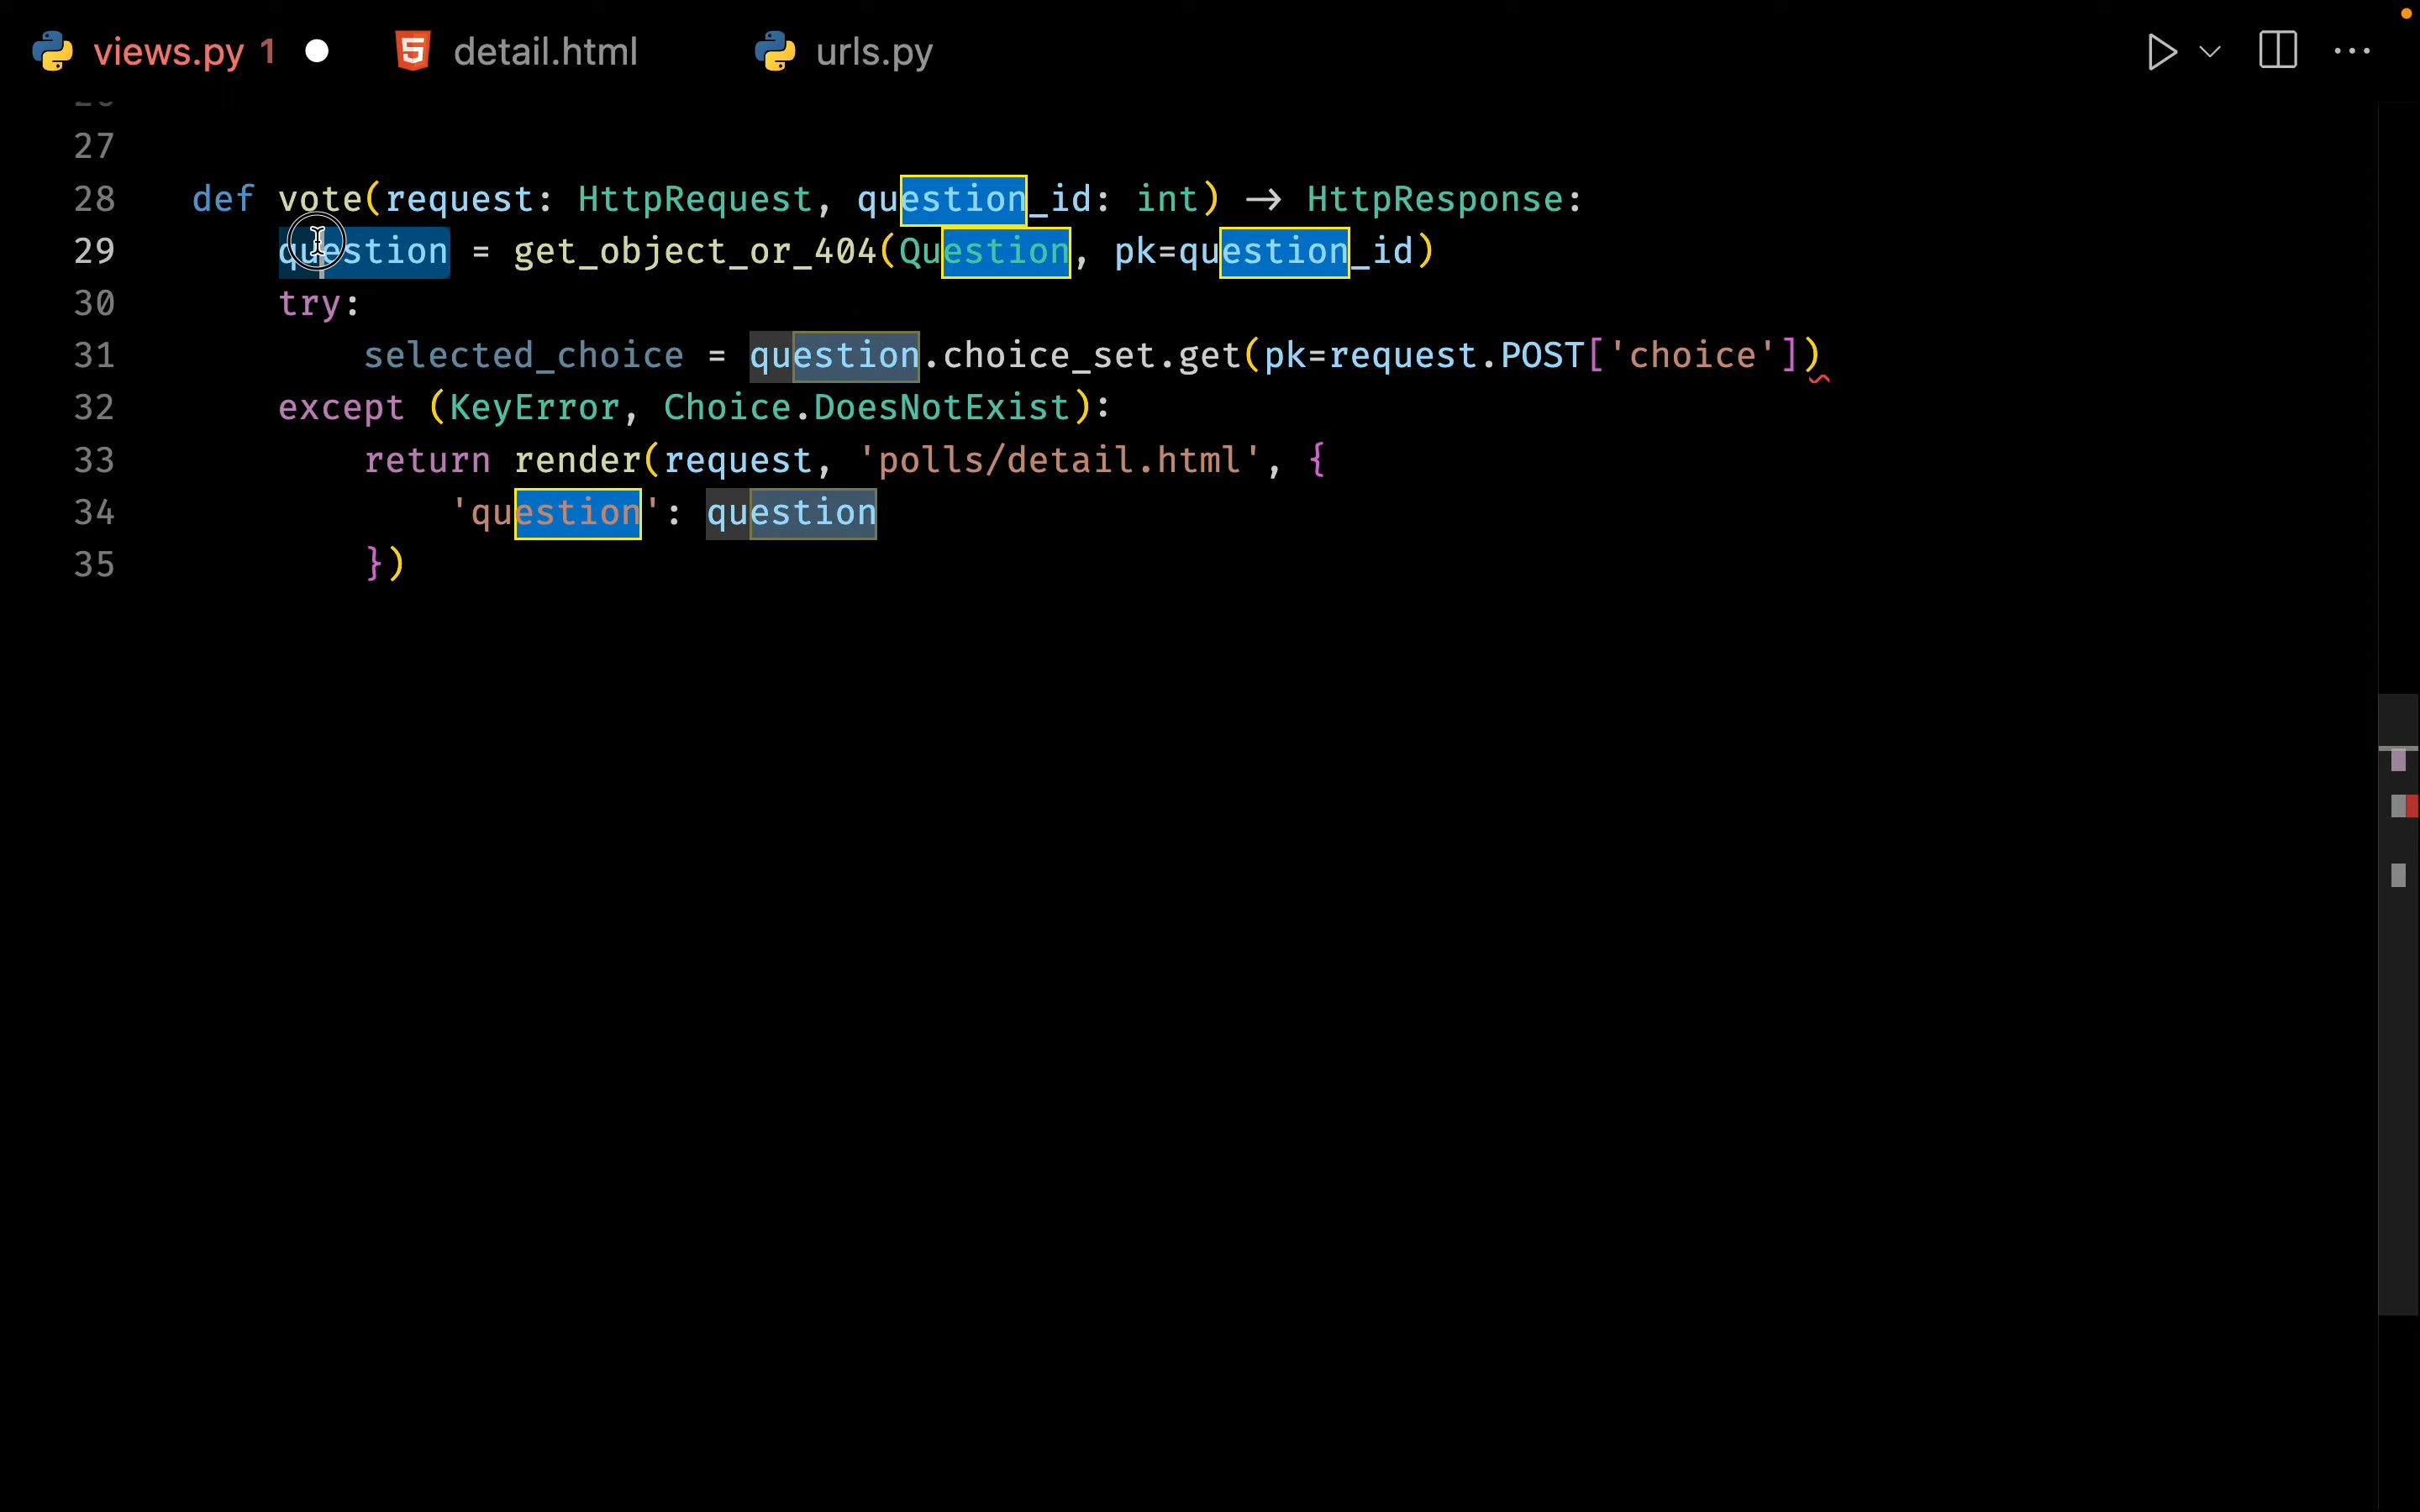 views.py 1 detail.html urls.py
27
28 def vote(request: HttpRequest, question_id: int) → HttpResponse:
29 question = get_object_or_404(Question, pk=question_id)
30 try:
31 selected_choice = question.choice_set.get(pk=request.POST['choice'])
32 except (KeyError, Choice.DoesNotExist):
33 return render(request, 'polls/detail.html', {
34 'question': question
35 })